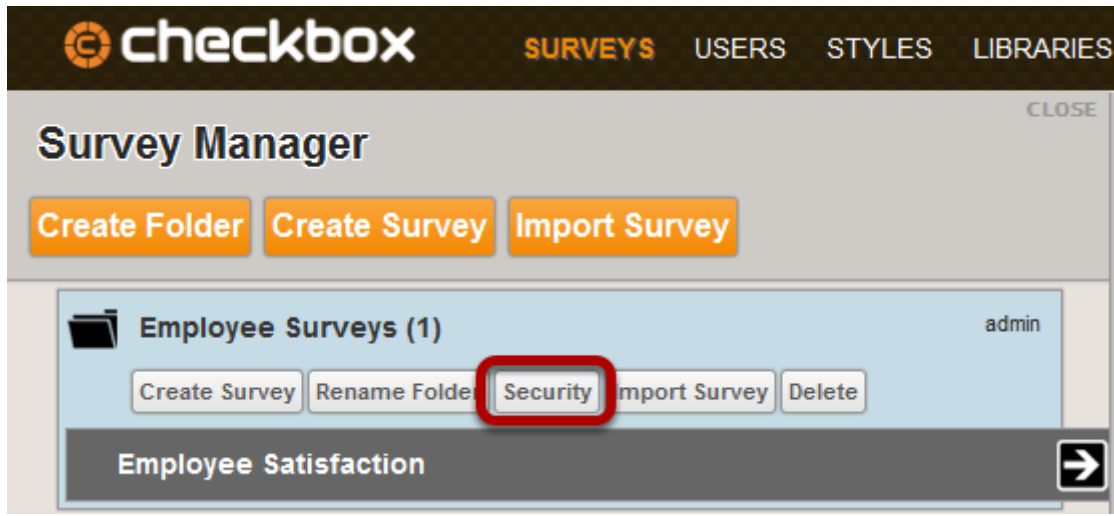 checkbox SURVEYS USERS STYLES LIBRARIES
CLOSE
Survey Manager
Create Folder Create Survey Import Survey
Employee Surveys (1) admin
Create Survey Rename Folder Security Import Survey Delete
Employee Satisfaction